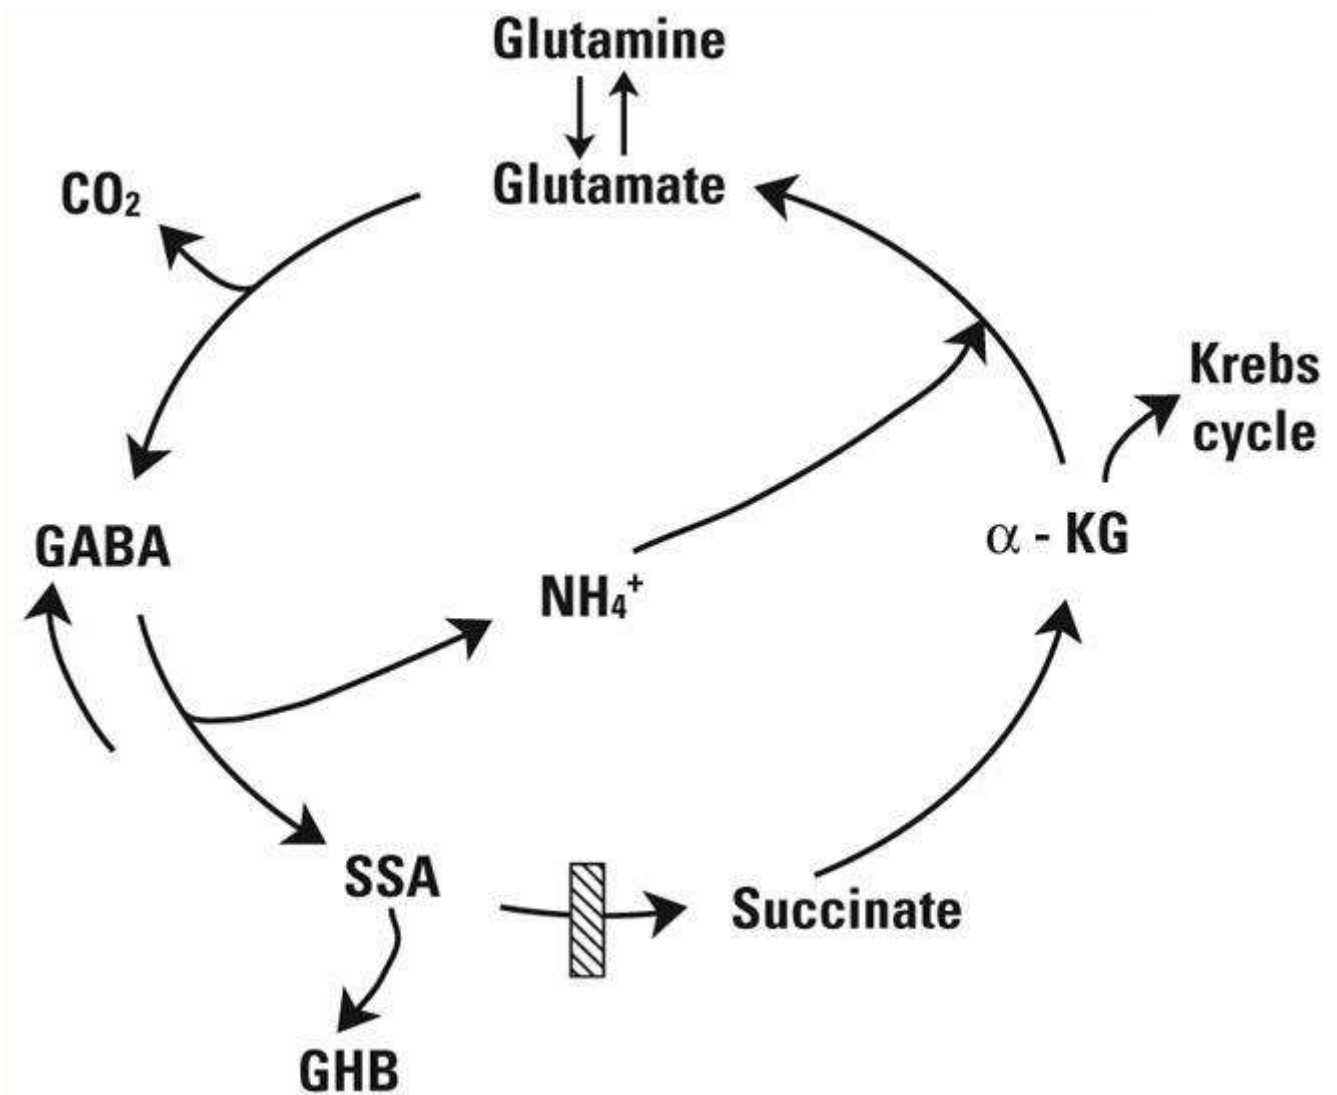 Glutamine
Glutamate
CO₂
Krebs
cycle
GABA
α - KG
NH₄⁺
SSA
Succinate
GHB